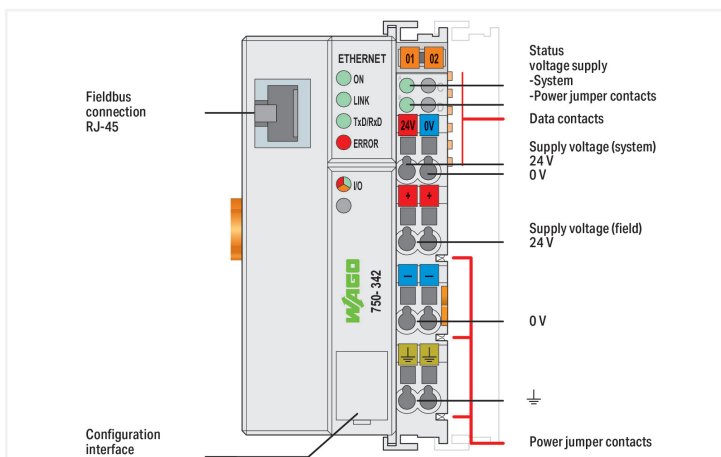 Fieldbus
connection
RJ-45
Configuration
interface
ETHERNET
ON
LINK
TxD/RxD
ERROR
I/O
WAGO
750-342
01 02
24V 0V
+ +
− −
Status
voltage supply
-System
-Power jumper contacts
Data contacts
Supply voltage (system)
24 V
0 V
Supply voltage (field)
24 V
0 V
Power jumper contacts